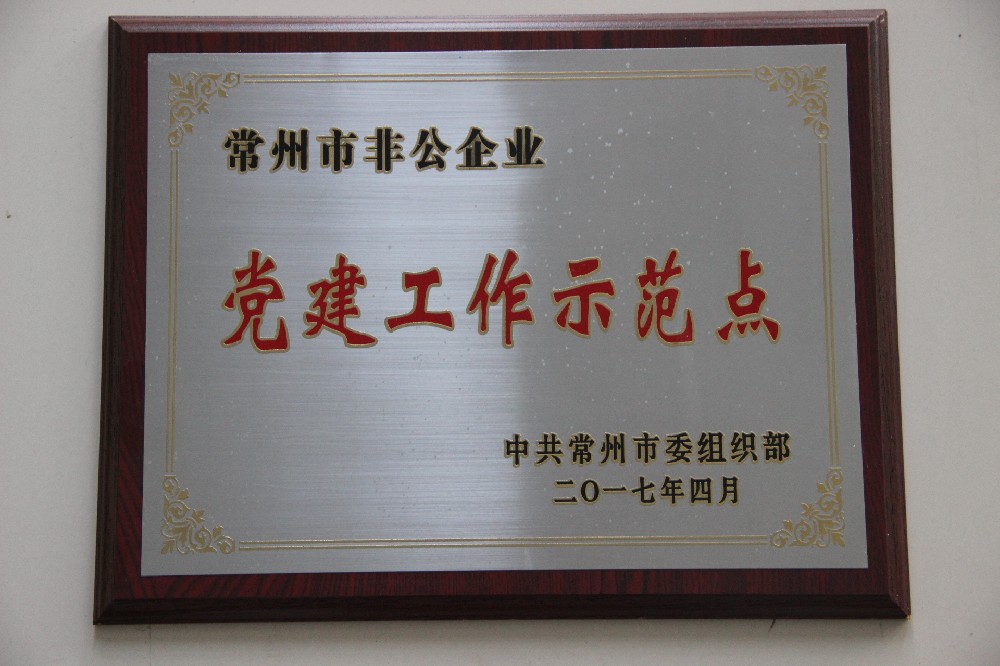 常州市非公企业
党建工作示范点
中共常州市委组织部
二〇一七年四月